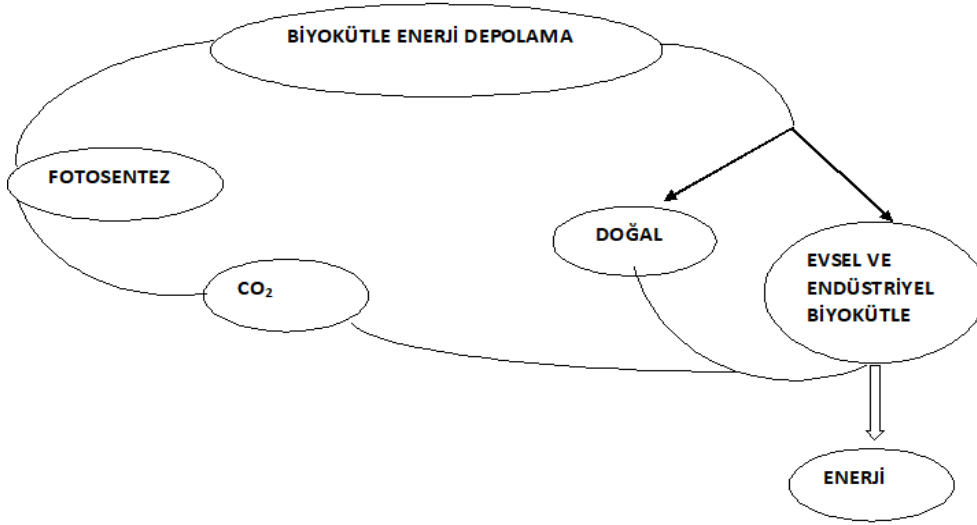 BİYOKÜTLE ENERJİ DEPOLAMA
FOTOSENTEZ
DOĞAL
EVSEL VE
ENDÜSTRİYEL
BİYOKÜTLE
CO₂
ENERJİ